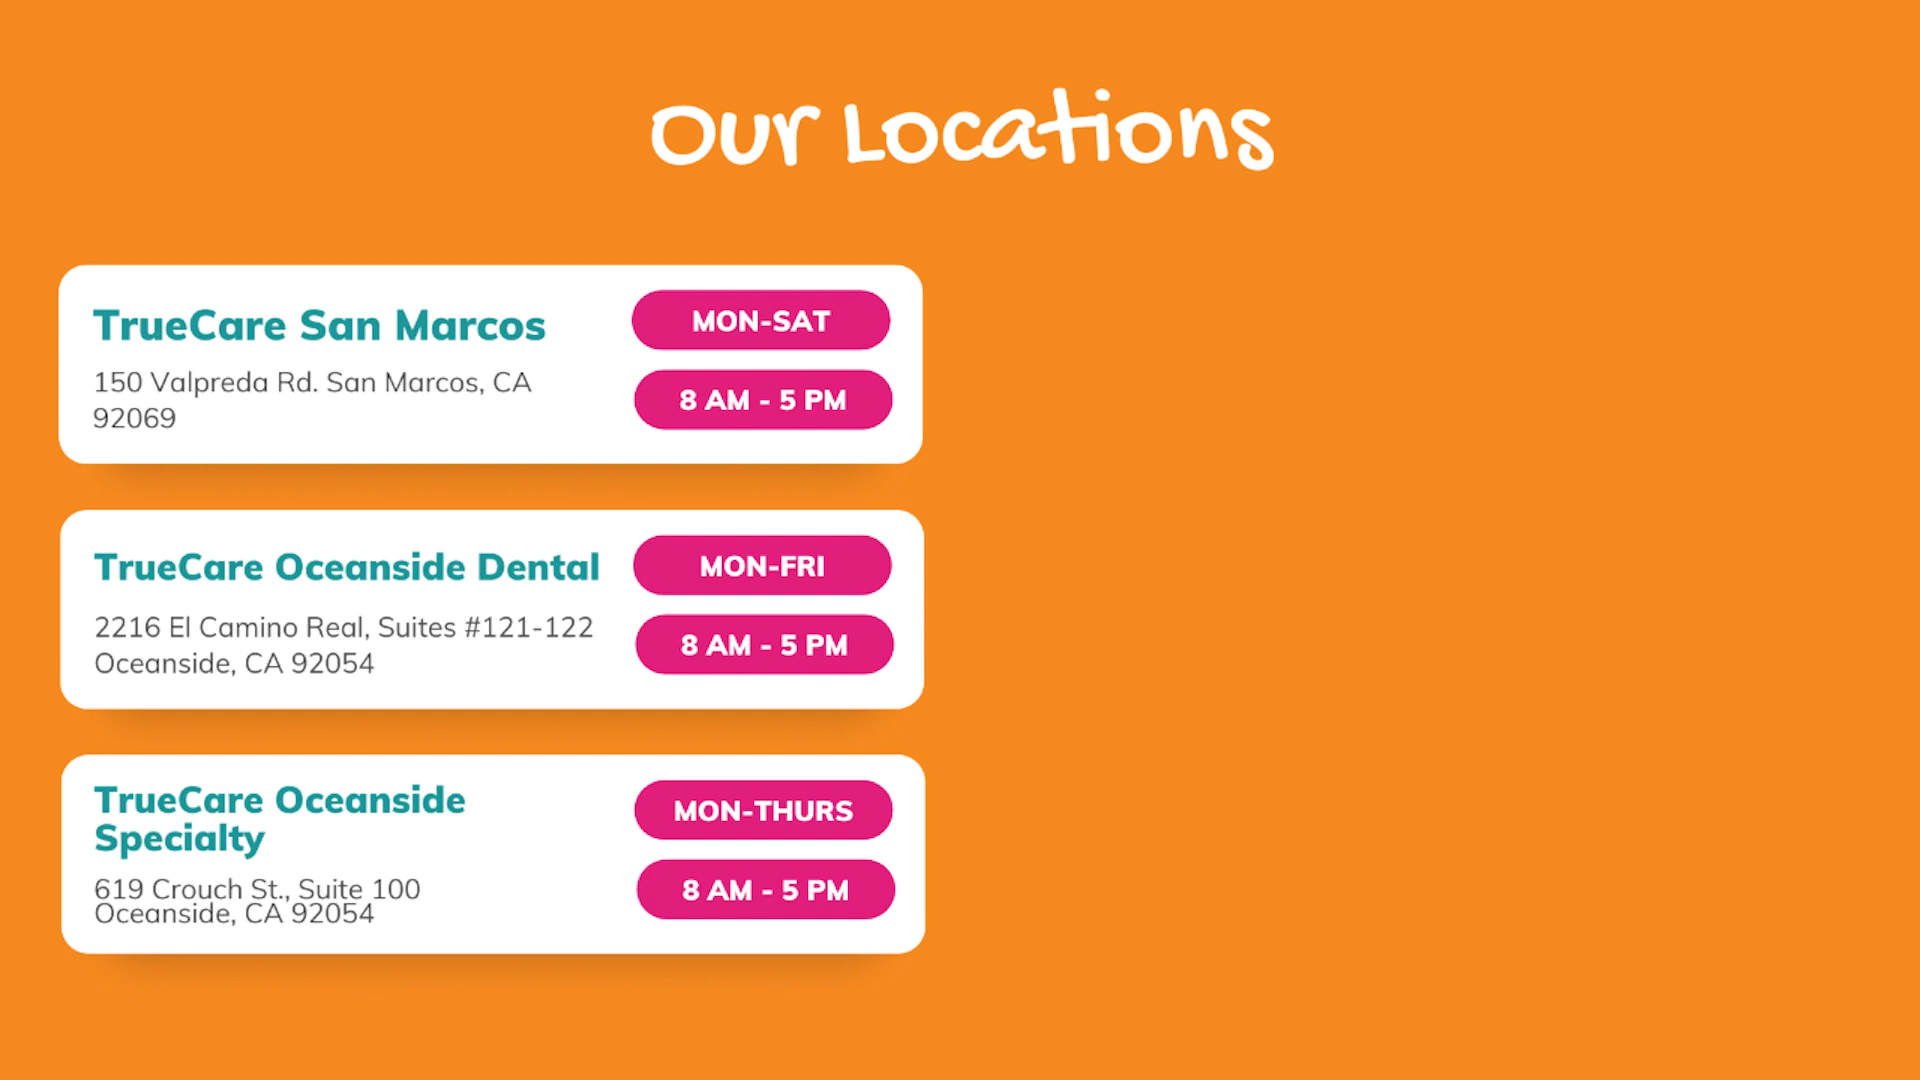 Our Locations
TrueCare San Marcos
150 Valpreda Rd. San Marcos, CA
92069
MON-SAT
8 AM - 5 PM
TrueCare Oceanside Dental
2216 El Camino Real, Suites #121-122
Oceanside, CA 92054
MON-FRI
8 AM - 5 PM
TrueCare Oceanside
Specialty
619 Crouch St., Suite 100
Oceanside, CA 92054
MON-THURS
8 AM - 5 PM